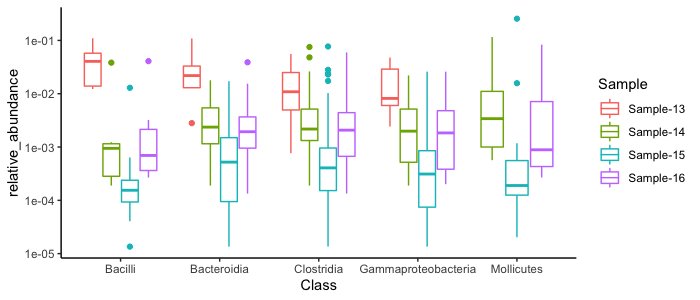 relative_abundance
1e-01
1e-02
1e-03
1e-04
1e-05
Bacilli
Bacteroidia
Clostridia
Gammaproteobacteria
Mollicutes
Class
Sample
Sample-13
Sample-14
Sample-15
Sample-16